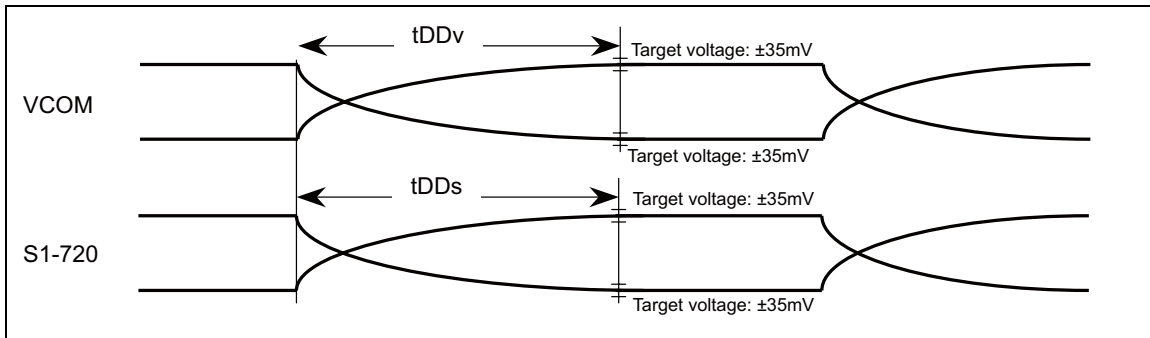 tDDv
Target voltage: ±35mV
VCOM
Target voltage: ±35mV
tDDs
Target voltage: ±35mV
S1-720
Target voltage: ±35mV